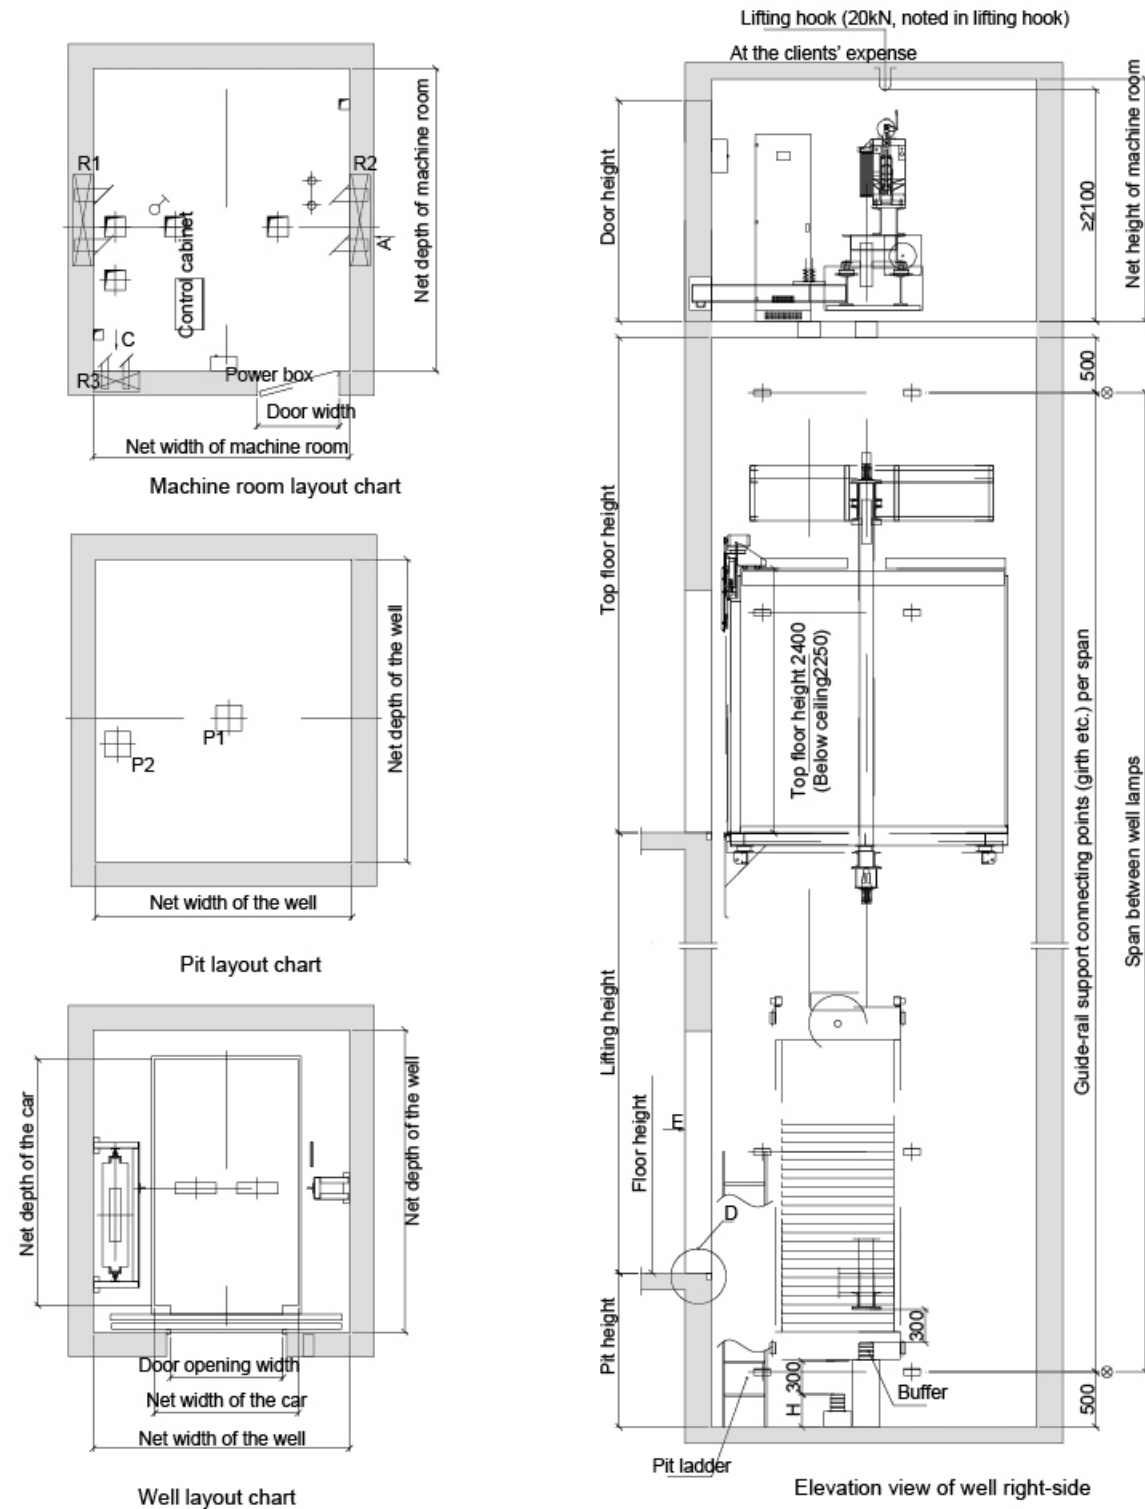 R1
R2
A
Control cabinet
C
R3
Power box
Door width
Net width of machine room
Net depth of machine room
Machine room layout chart
P1
P2
Net depth of the well
Net width of the well
Pit layout chart
Net depth of the car
Net depth of the well
Door opening width
Net width of the car
Net width of the well
Well layout chart
Lifting hook (20kN, noted in lifting hook)
At the clients' expense
Door height
≥2100
Net height of machine room
500
Top floor height
Top floor height 2400
(Below ceiling2250)
Guide-rail support connecting points (girth etc.) per span
Span between well lamps
Lifting height
Floor height
E
D
Pit height
300
300
H
Buffer
500
Pit ladder
Elevation view of well right-side